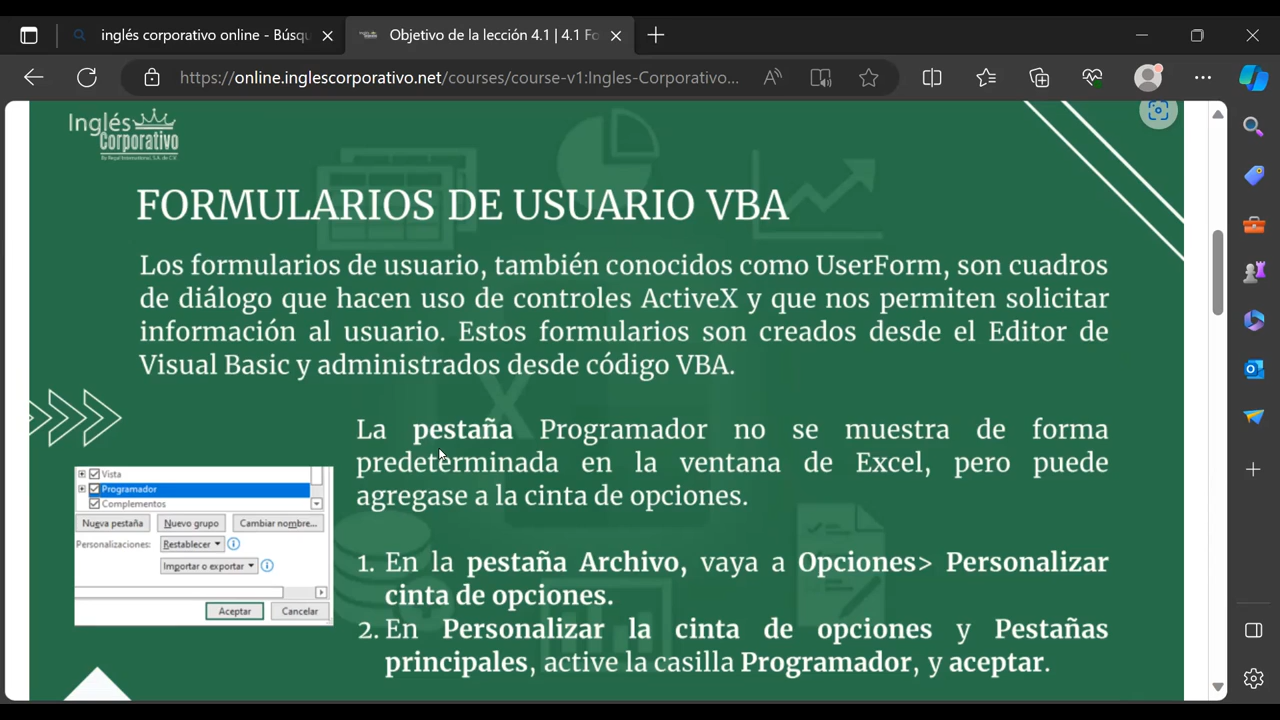 inglés corporativo online - Búsqu
Objetivo de la lección 4.1 | 4.1 Fo
https://online.inglescorporativo.net/courses/course-v1:Ingles-Corporativo...
Inglés
Corporativo
FORMULARIOS DE USUARIO VBA
Los formularios de usuario, también conocidos como UserForm, son cuadros
de diálogo que hacen uso de controles ActiveX y que nos permiten solicitar
información al usuario. Estos formularios son creados desde el Editor de
Visual Basic y administrados desde código VBA.
La pestaña Programador no se muestra de forma
predeterminada en la ventana de Excel, pero puede
agregase a la cinta de opciones.
Vista
Programador
Complementos
Nueva pestaña Nuevo grupo Cambiar nombre...
Personalizaciones: Restablecer
Importar o exportar
Aceptar Cancelar
1. En la pestaña Archivo, vaya a Opciones> Personalizar
cinta de opciones.
2. En Personalizar la cinta de opciones y Pestañas
principales, active la casilla Programador, y aceptar.